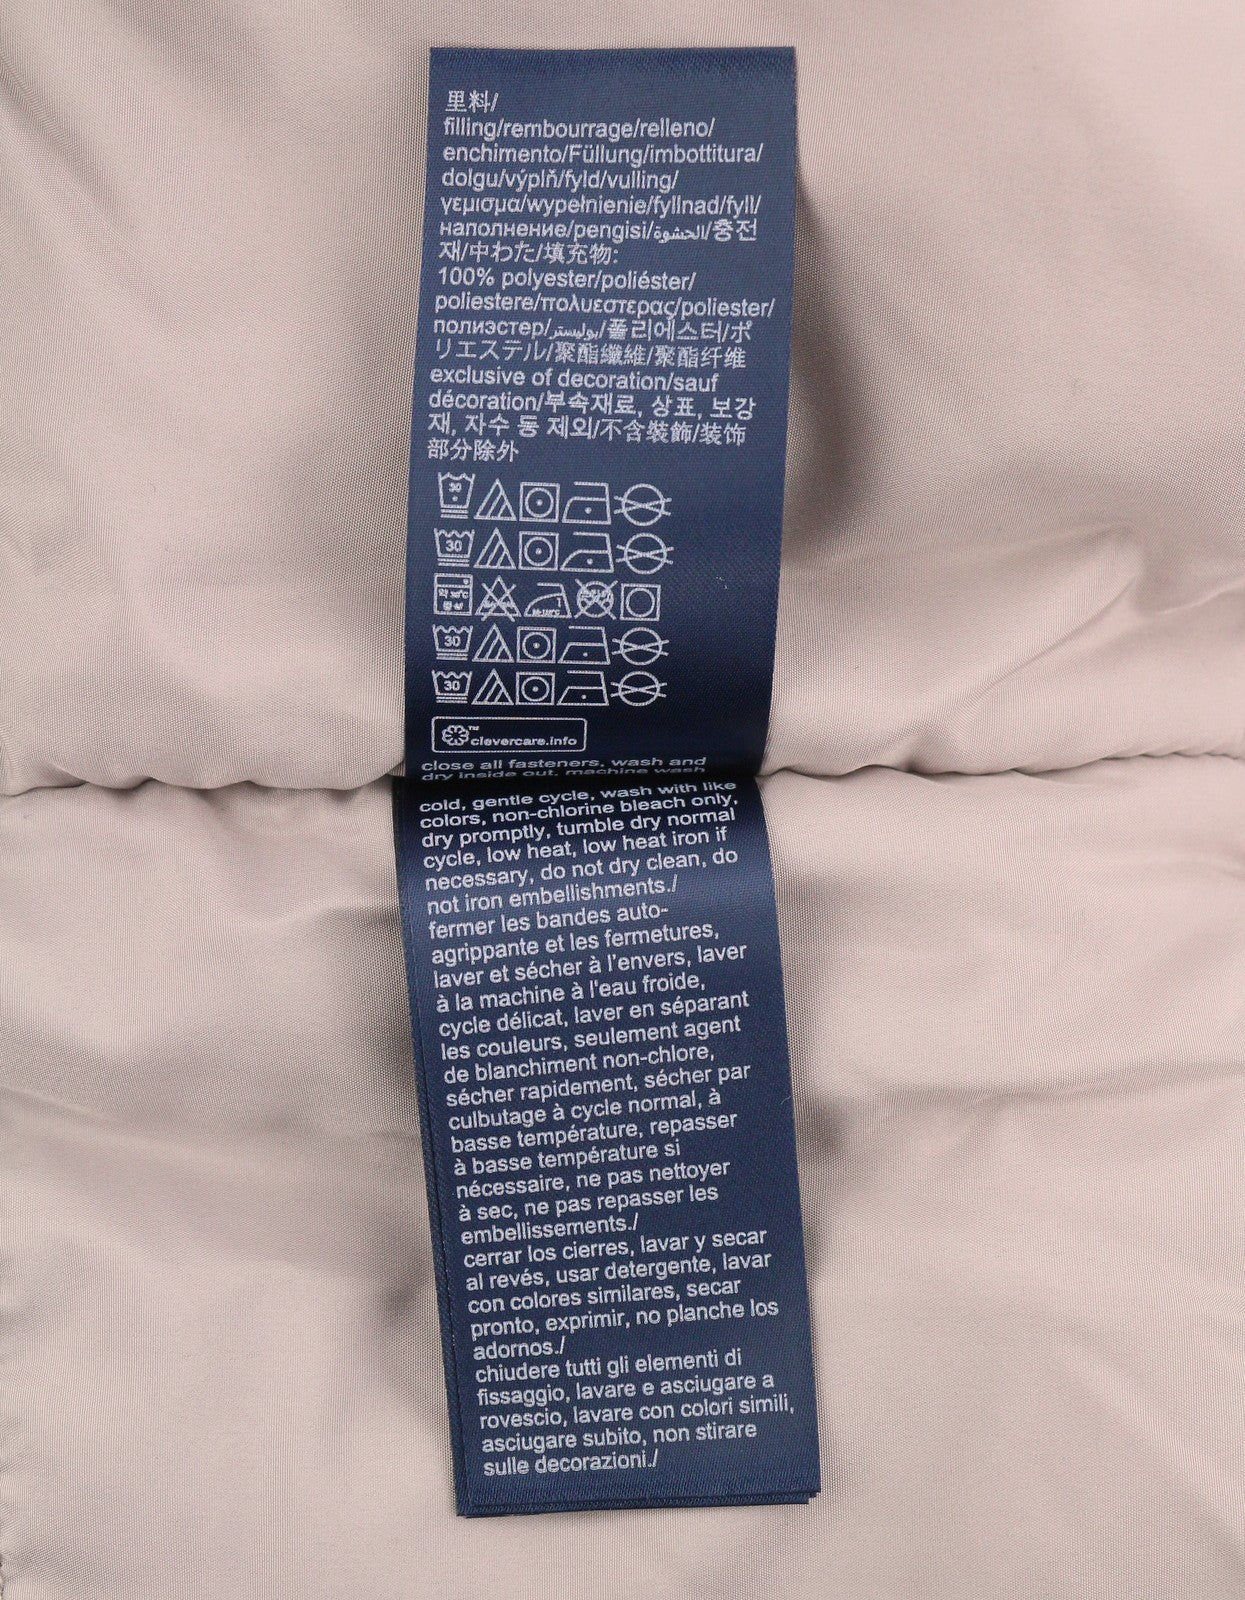 里料/
filling/rembourrage/relleno/
enchimento/Füllung/imbottitura/
dolgu/výplň/fyld/vulling/
γεμισμα/wypełnienie/fyllnad/fyll/
наполнение/pengisi/الحشوة/충전
재/中わた/填充物:
100% polyester/poliéster/
poliestere/πολυεστερας/poliester/
полиэстер/بوليستر/폴리에스터/ポ
リエステル/聚酯纖維/聚酯纤维
exclusive of decoration/sauf
décoration/부속재료, 상표, 보강
재, 자수 등 제외/不含裝飾/装饰
部分除外
30
30
30
30
clevercare.info
close all fasteners, wash and
dry inside out, machine wash
cold, gentle cycle, wash with like
colors, non-chlorine bleach only,
dry promptly, tumble dry normal
cycle, low heat, low heat iron if
necessary, do not dry clean, do
not iron embellishments./
fermer les bandes auto-
agrippante et les fermetures,
laver et sécher à l'envers, laver
à la machine à l'eau froide,
cycle délicat, laver en séparant
les couleurs, seulement agent
de blanchiment non-chlore,
sécher rapidement, sécher par
culbutage à cycle normal, à
basse température, repasser
à basse température si
nécessaire, ne pas nettoyer
à sec, ne pas repasser les
embellissements./
cerrar los cierres, lavar y secar
al revés, usar detergente, lavar
con colores similares, secar
pronto, exprimir, no planche los
adornos./
chiudere tutti gli elementi di
fissaggio, lavare e asciugare a
rovescio, lavare con colori simili,
asciugare subito, non stirare
sulle decorazioni./